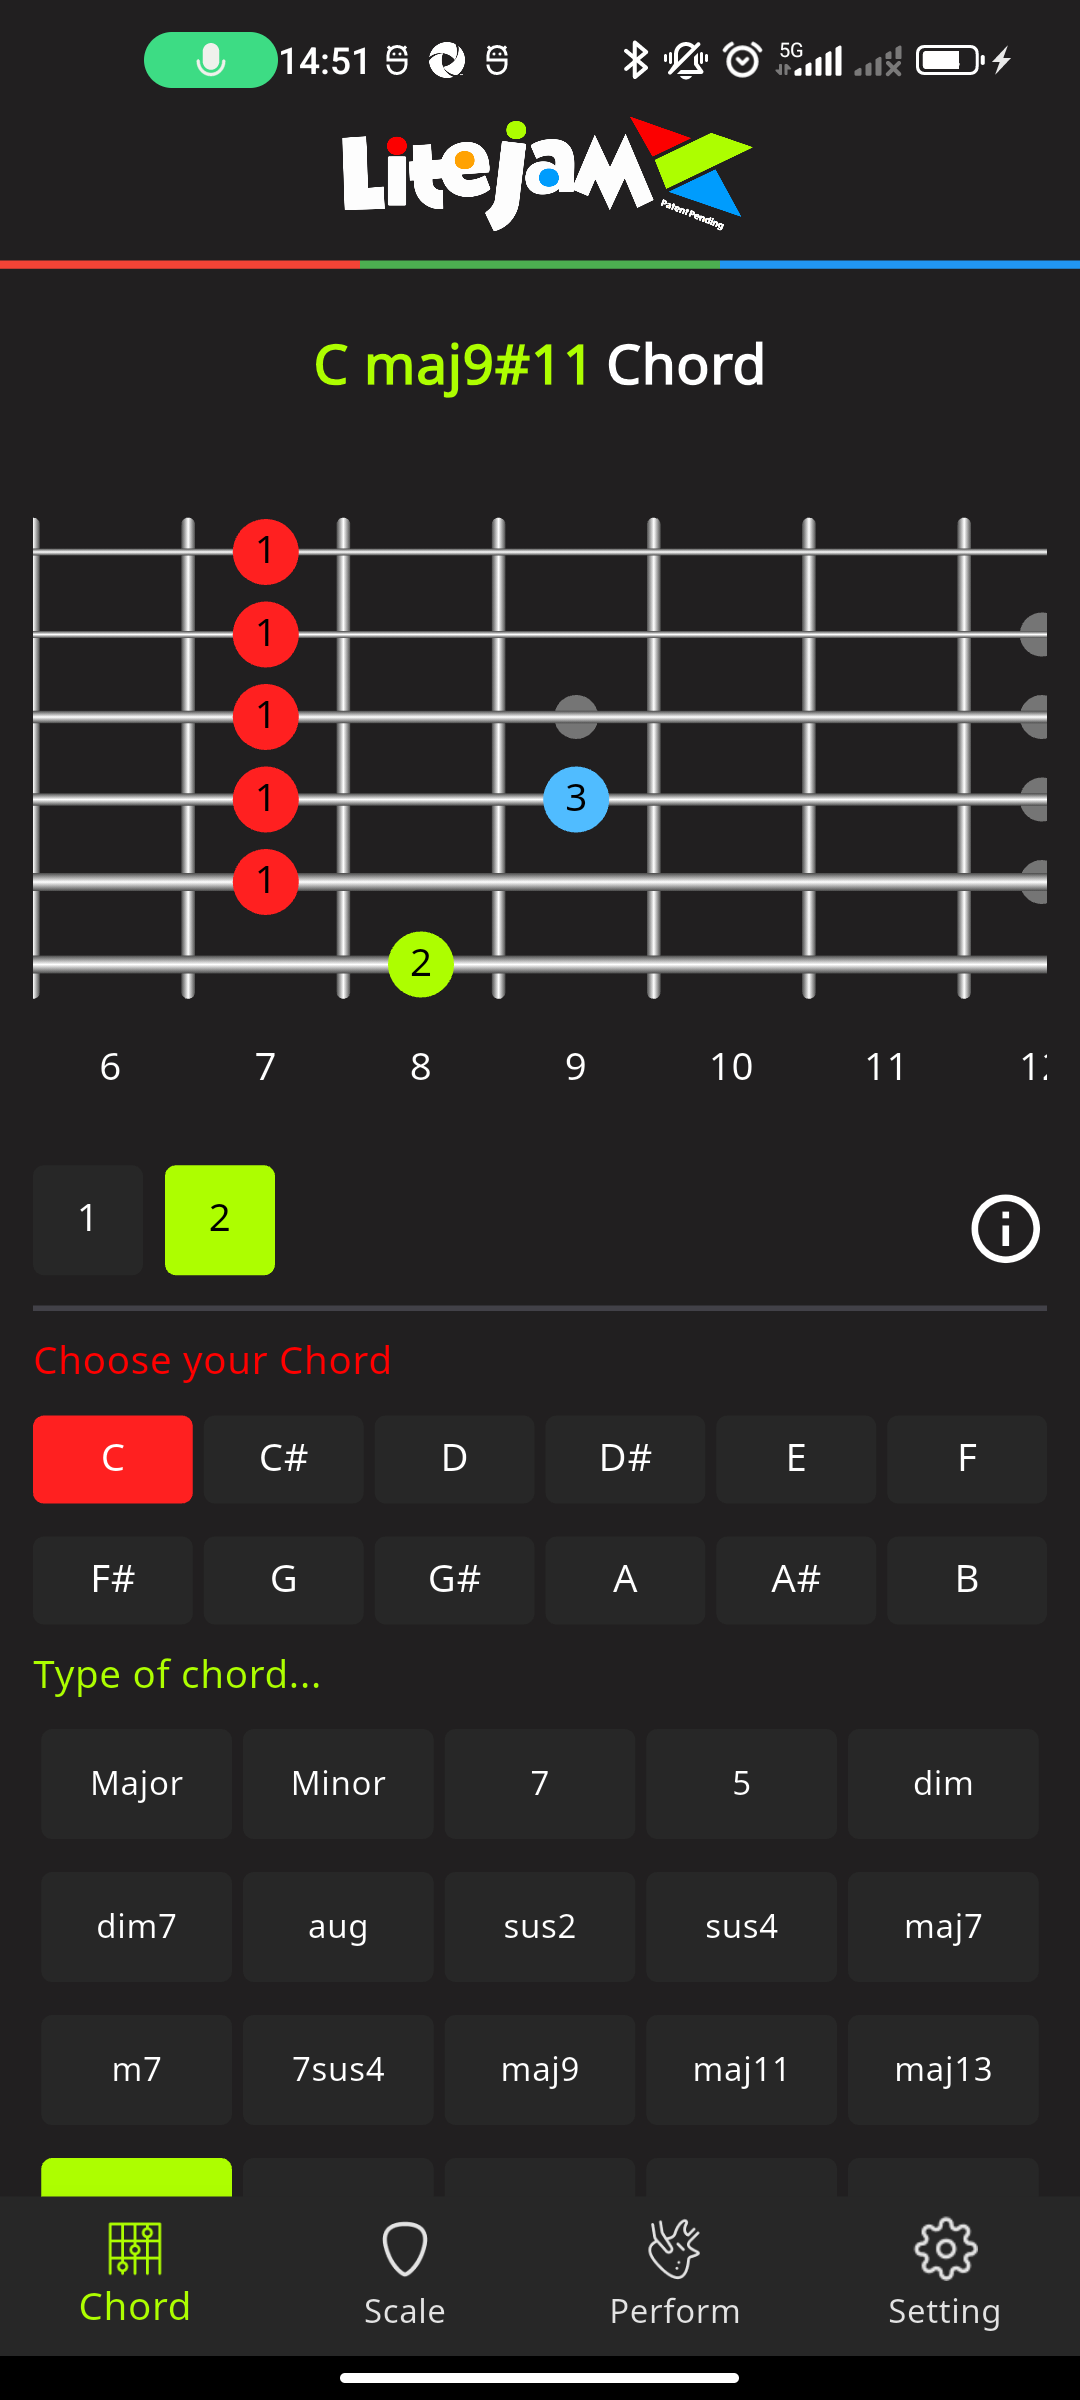 14:51 5G
Litejam
Patent Pending
C maj9#11 Chord
1
1
1
1 3
1
2
6 7 8 9 10 11
1 2
Choose your Chord
C C# D D# E F
F# G G# A A# B
Type of chord...
Major Minor 7 5 dim
dim7 aug sus2 sus4 maj7
m7 7sus4 maj9 maj11 maj13
Chord Scale Perform Setting